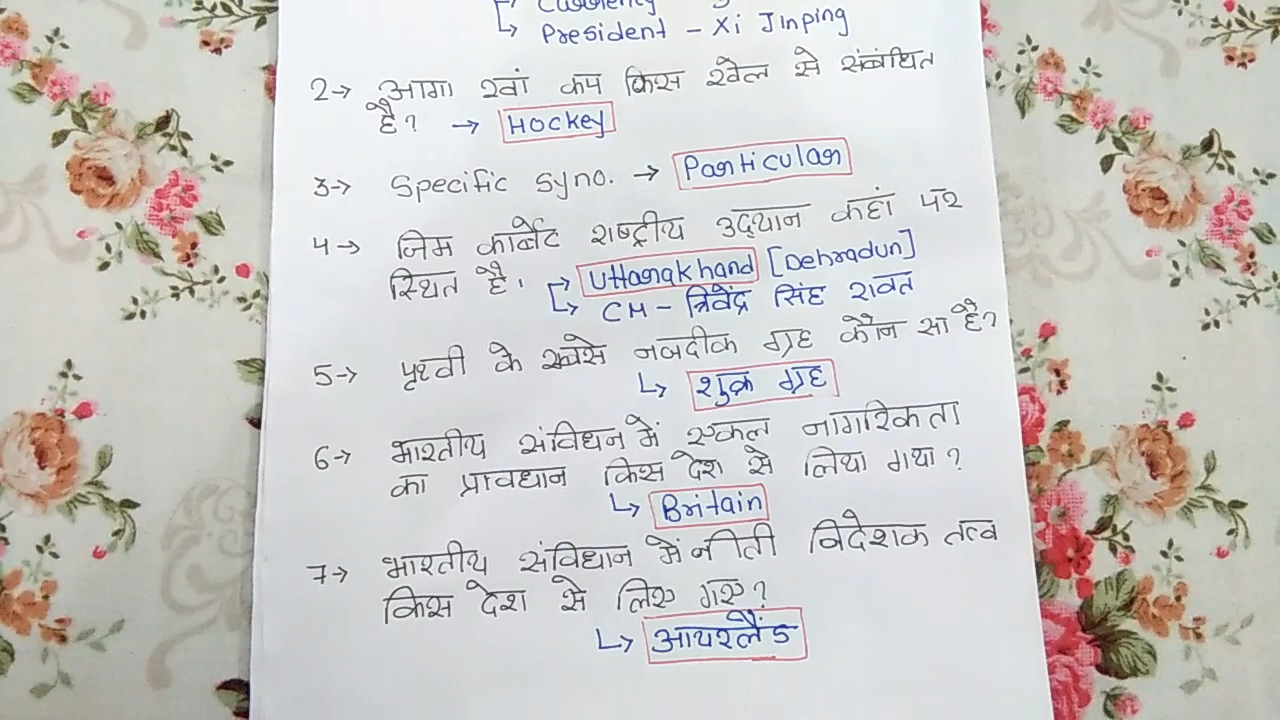 President - Xi Jinping
2→ आगा खां कप किस खेल से संबंधित
है? → Hockey
3→ Specific syno. → Particular
4→ जिम कार्बेट राष्ट्रीय उद्यान कहां पर
स्थित है। → Uttarakhand [Dehradun]
→ CM - त्रिवेंद्र सिंह रावत
5→ पृथ्वी के सबसे नजदीक ग्रह कौन सा है?
↳ शुक्र ग्रह
6→ भारतीय संविधन में एकल नागरिकता
का प्रावधान किस देश से लिया गया?
↳ Britain
7→ भारतीय संविधान में नीती विदेशक तत्व
किस देश से लिए गए?
↳ आयरलैंड